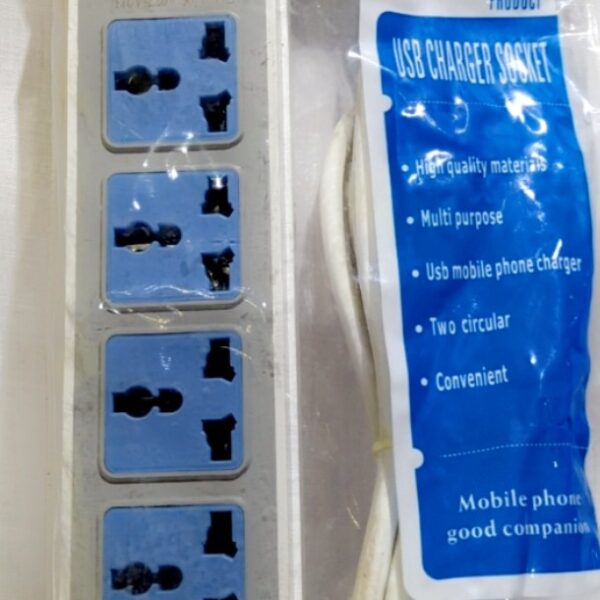 PRODUCT
USB CHARGER SOCKET
• High quality materials
• Multi purpose
• Usb mobile phone charger
• Two circular
• Convenient
Mobile phone
good companion